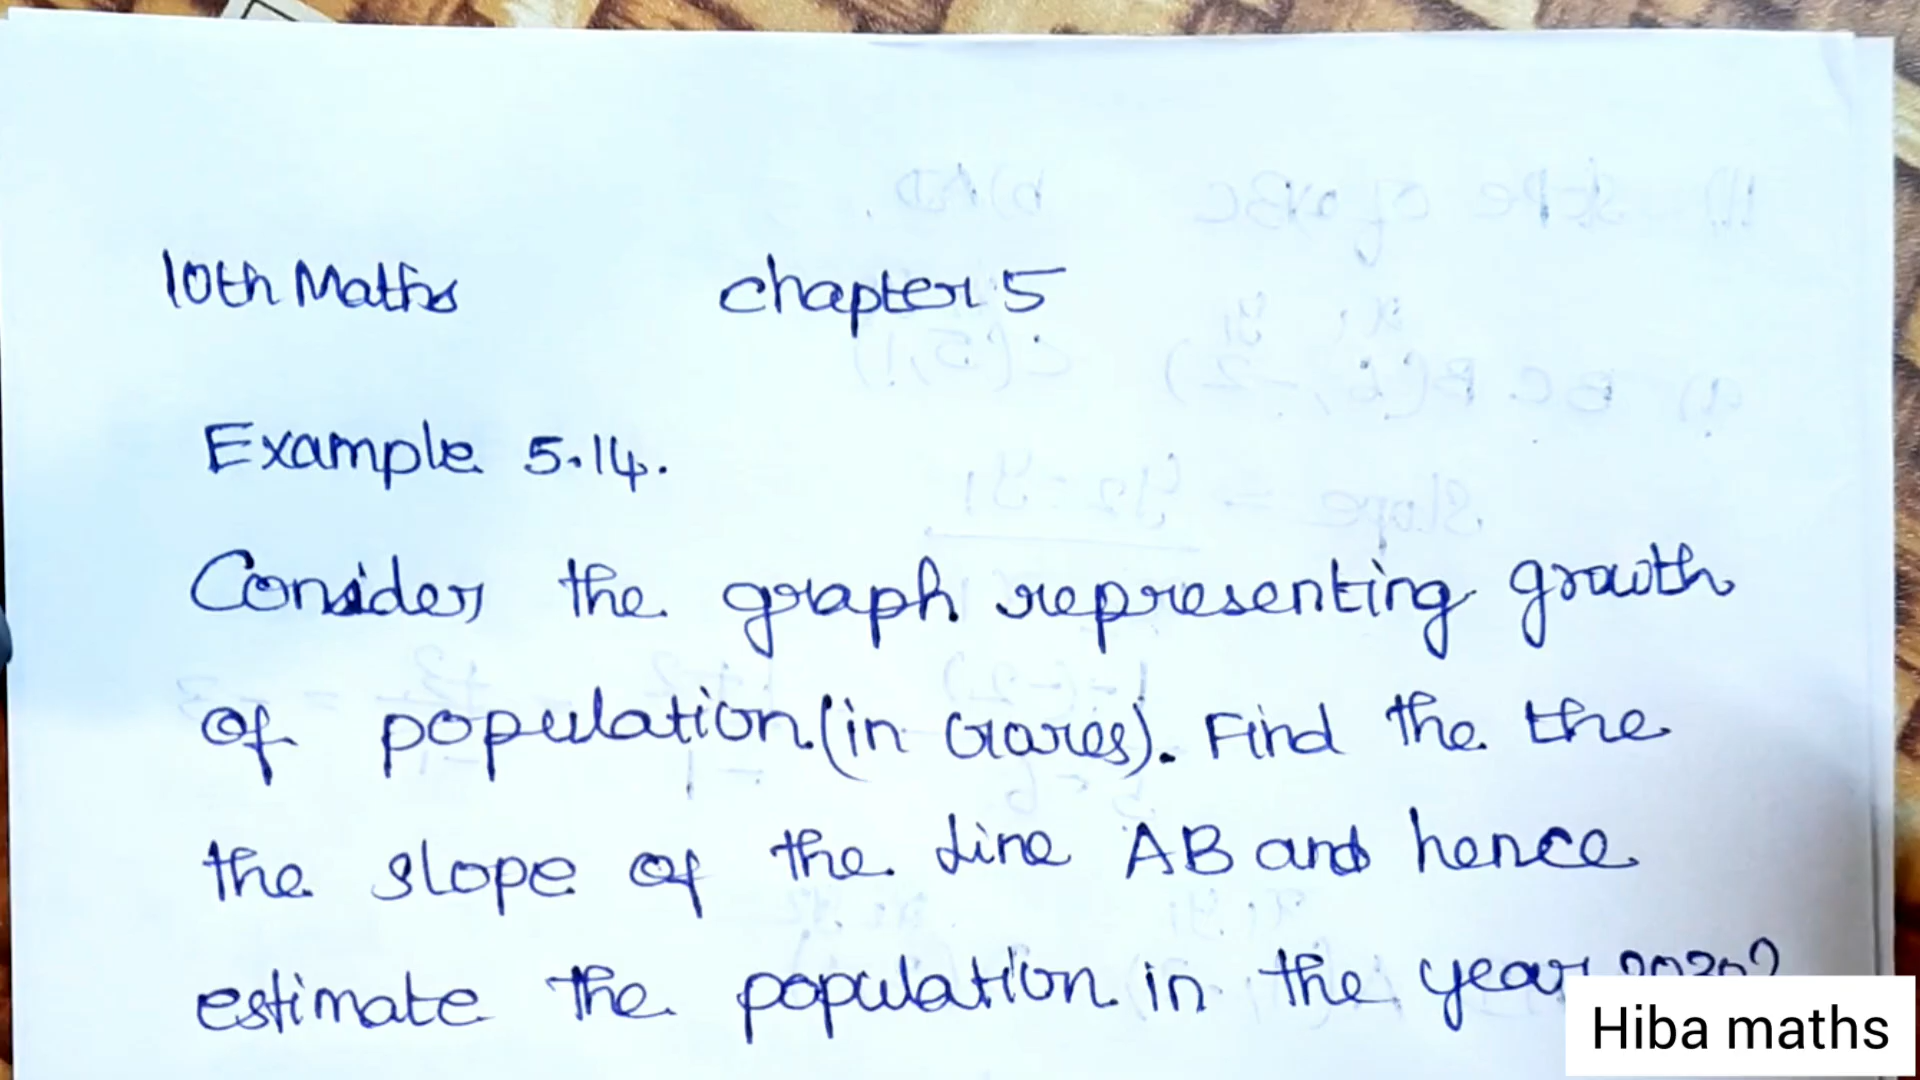 10th Maths chapter 5
Example 5.14.
Consider the graph representing growth
of population (in crores). Find the the
the slope of the line AB and hence
estimate the population in the year
Hiba maths